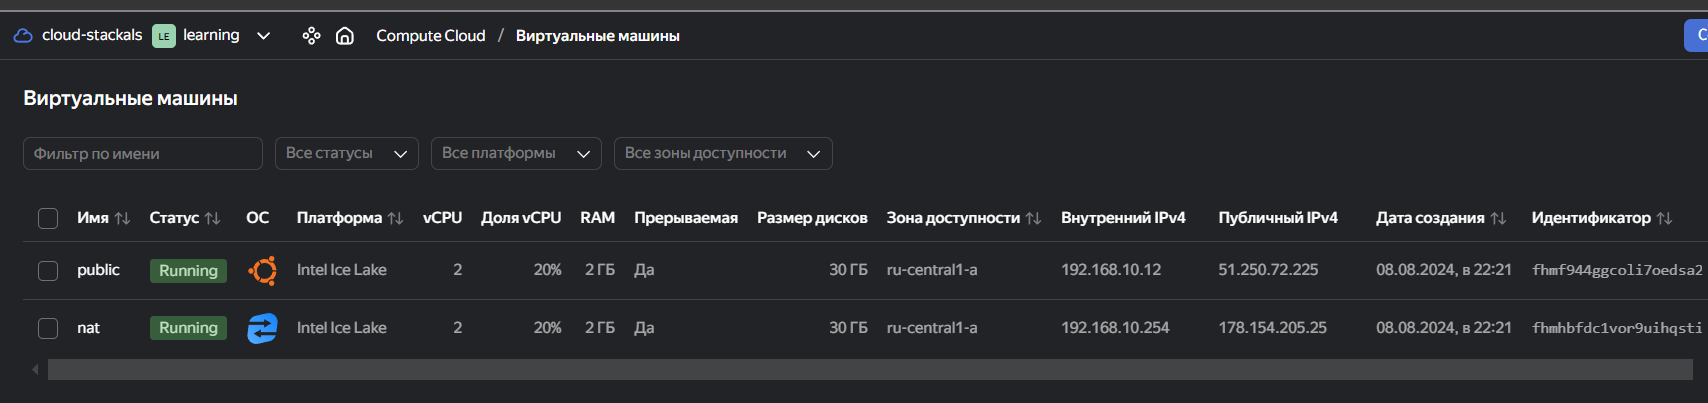 cloud-stackals LE learning Compute Cloud / Виртуальные машины
Виртуальные машины
Фильтр по имени Все статусы Все платформы Все зоны доступности
Имя Статус ОС Платформа vCPU Доля vCPU RAM Прерываемая Размер дисков Зона доступности Внутренний IPv4 Публичный IPv4 Дата создания Идентификатор
public Running Intel Ice Lake 2 20% 2 ГБ Да 30 ГБ ru-central1-a 192.168.10.12 51.250.72.225 08.08.2024, в 22:21 fhmf944ggcoli7oedsa2
nat Running Intel Ice Lake 2 20% 2 ГБ Да 30 ГБ ru-central1-a 192.168.10.254 178.154.205.25 08.08.2024, в 22:21 fhmhbfdc1vor9uihqsti